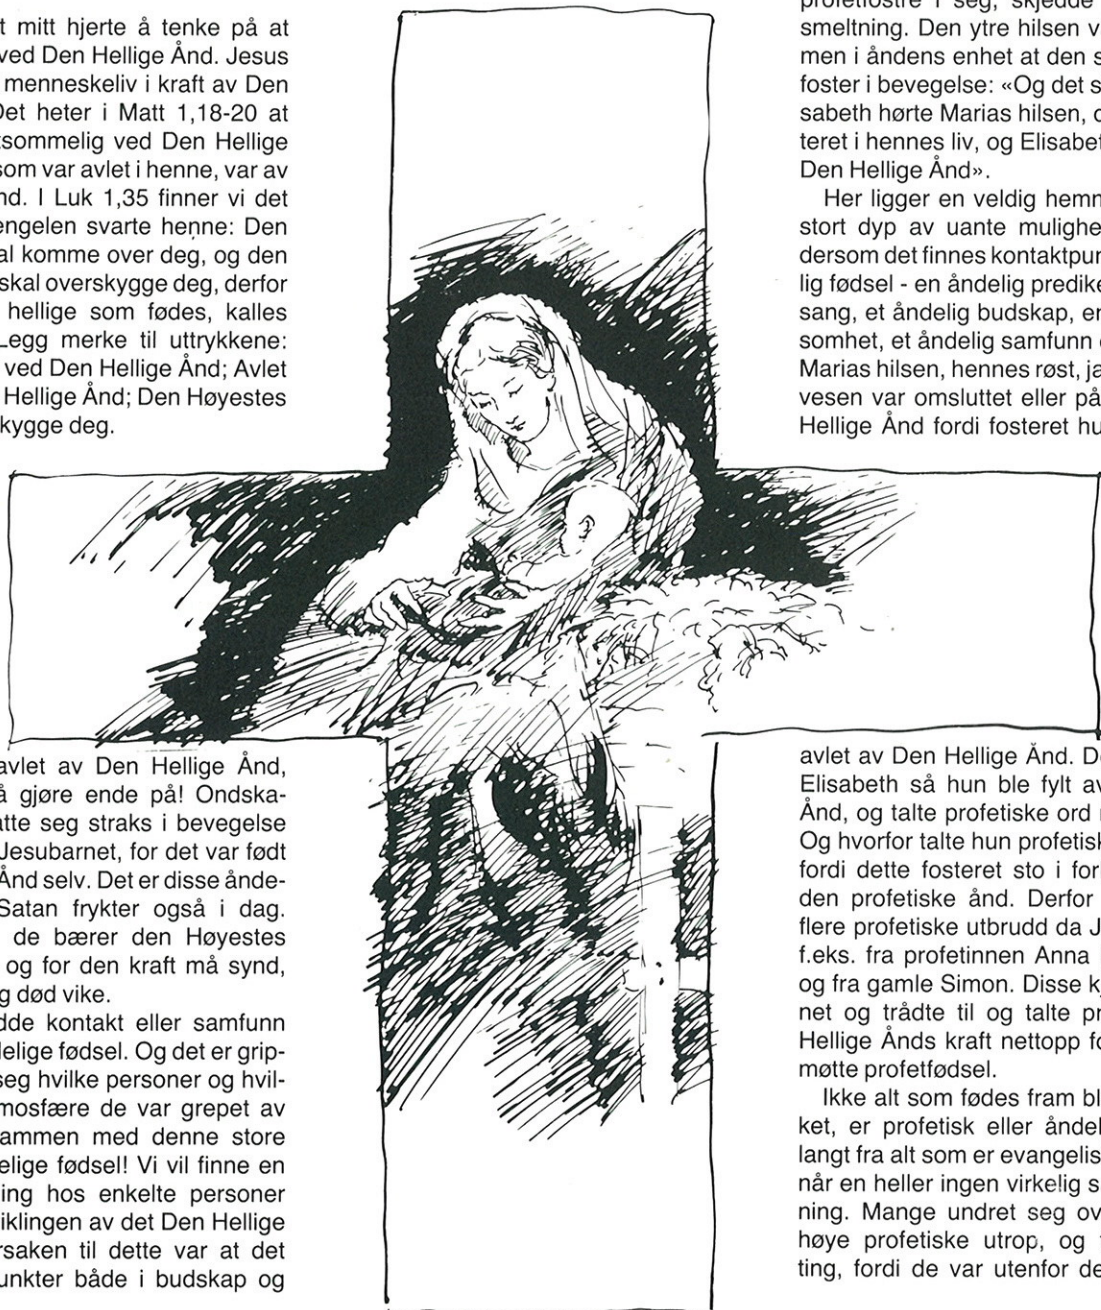 t mitt hjerte å tenke på at
ved Den Hellige Ånd. Jesus
menneskeliv i kraft av Den
Det heter i Matt 1,18-20 at
tsommelig ved Den Hellige
som var avlet i henne, var av
nd. I Luk 1,35 finner vi det
engelen svarte henne: Den
al komme over deg, og den
skal overskygge deg, derfor
hellige som fødes, kalles
Legg merke til uttrykkene:
ved Den Hellige Ånd; Avlet
Hellige Ånd; Den Høyestes
kygge deg.
avlet av Den Hellige Ånd,
å gjøre ende på! Ondska-
atte seg straks i bevegelse
Jesubarnet, for det var født
Ånd selv. Det er disse ånde-
Satan frykter også i dag.
de bærer den Høyestes
og for den kraft må synd,
g død vike.
dde kontakt eller samfunn
delige fødsel. Og det er grip-
seg hvilke personer og hvil-
mosfære de var grepet av
ammen med denne store
elige fødsel! Vi vil finne en
ing hos enkelte personer
iklingen av det Den Hellige
rsaken til dette var at det
unkter både i budskap og
profetfostre i seg, skjedde
smeltning. Den ytre hilsen v
men i åndens enhet at den s
foster i bevegelse: «Og det s
sabeth hørte Marias hilsen, d
teret i hennes liv, og Elisabet
Den Hellige Ånd».
Her ligger en veldig hemn
stort dyp av uante mulighe
dersom det finnes kontaktpun
lig fødsel - en åndelig predike
sang, et åndelig budskap, en
somhet, et åndelig samfunn
Marias hilsen, hennes røst, ja
vesen var omsluttet eller på
Hellige Ånd fordi fosteret hu
avlet av Den Hellige Ånd. De
Elisabeth så hun ble fylt av
Ånd, og talte profetiske ord
Og hvorfor talte hun profetisk
fordi dette fosteret sto i for
den profetiske ånd. Derfor
flere profetiske utbrudd da J
f.eks. fra profetinnen Anna
og fra gamle Simon. Disse kj
net og trådte til og talte pr
Hellige Ånds kraft nettopp fo
møtte profetfødsel.
Ikke alt som fødes fram bl
ket, er profetisk eller åndel
langt fra alt som er evangelis
når en heller ingen virkelig s
ning. Mange undret seg ov
høye profetiske utrop, og
ting, fordi de var utenfor de